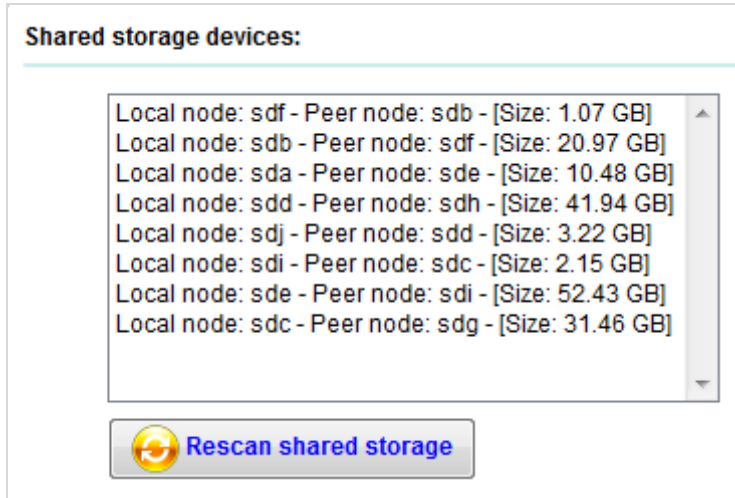 Shared storage devices:
Local node: sdf - Peer node: sdb - [Size: 1.07 GB]
Local node: sdb - Peer node: sdf - [Size: 20.97 GB]
Local node: sda - Peer node: sde - [Size: 10.48 GB]
Local node: sdd - Peer node: sdh - [Size: 41.94 GB]
Local node: sdj - Peer node: sdd - [Size: 3.22 GB]
Local node: sdi - Peer node: sdc - [Size: 2.15 GB]
Local node: sde - Peer node: sdi - [Size: 52.43 GB]
Local node: sdc - Peer node: sdg - [Size: 31.46 GB]
Rescan shared storage